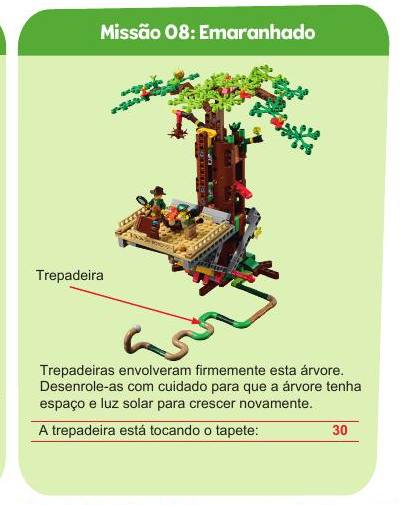 Missão 08: Emaranhado
Trepadeira
Trepadeiras envolveram firmemente esta árvore.
Desenrole-as com cuidado para que a árvore tenha
espaço e luz solar para crescer novamente.
A trepadeira está tocando o tapete: 30